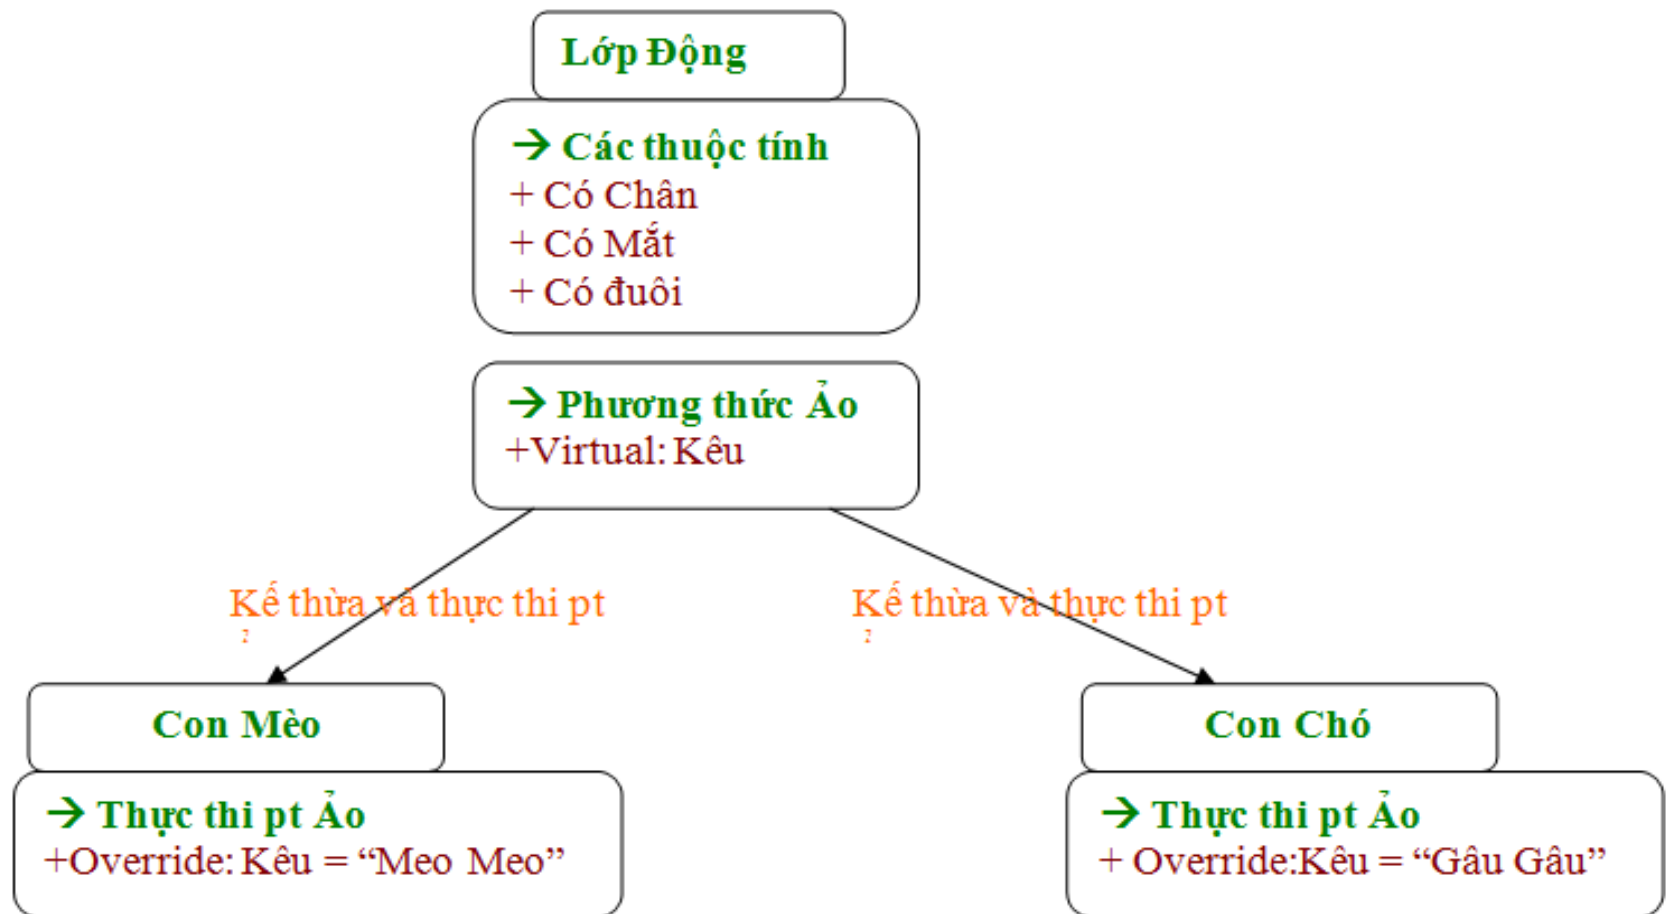 Lớp Động
→ Các thuộc tính
+ Có Chân
+ Có Mắt
+ Có đuôi
→ Phương thức Ảo
+Virtual: Kêu
Kế thừa và thực thi pt
Kế thừa và thực thi pt
Con Mèo
→ Thực thi pt Ảo
+Override: Kêu = “Meo Meo”
Con Chó
→ Thực thi pt Ảo
+ Override:Kêu = “Gâu Gâu”